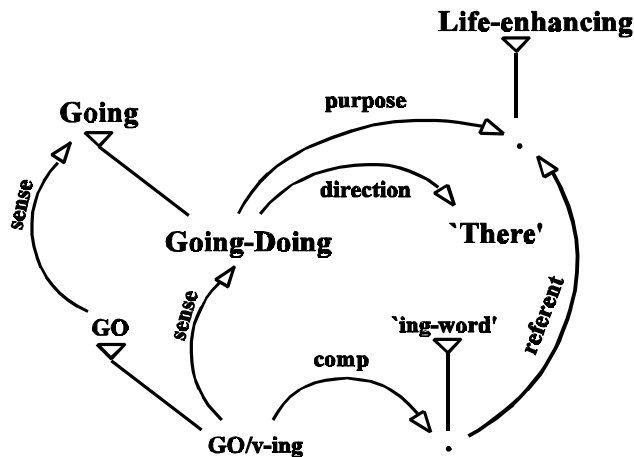 Life-enhancing
purpose
Going
direction
sense
`There'
Going-Doing
referent
sense
GO
`ing-word'
comp
GO/v-ing